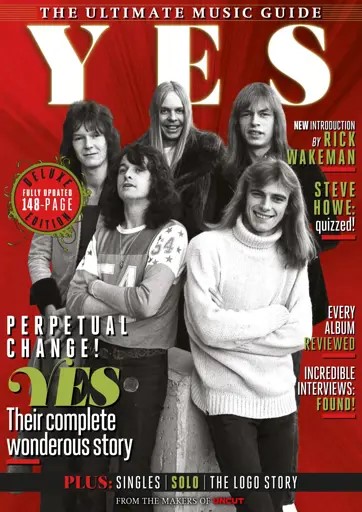 THE ULTIMATE MUSIC GUIDE
YES
NEW INTRODUCTION
BY RICK
WAKEMAN
STEVE
HOWE:
quizzed!
DELUXE
FULLY UPDATED
148-PAGE
EDITION
54
54
EVERY
ALBUM
REVIEWED
INCREDIBLE
INTERVIEWS:
FOUND!
PERPETUAL
CHANGE!
YES
Their complete
wonderous story
PLUS: SINGLES | SOLO | THE LOGO STORY
FROM THE MAKERS OF UNCUT